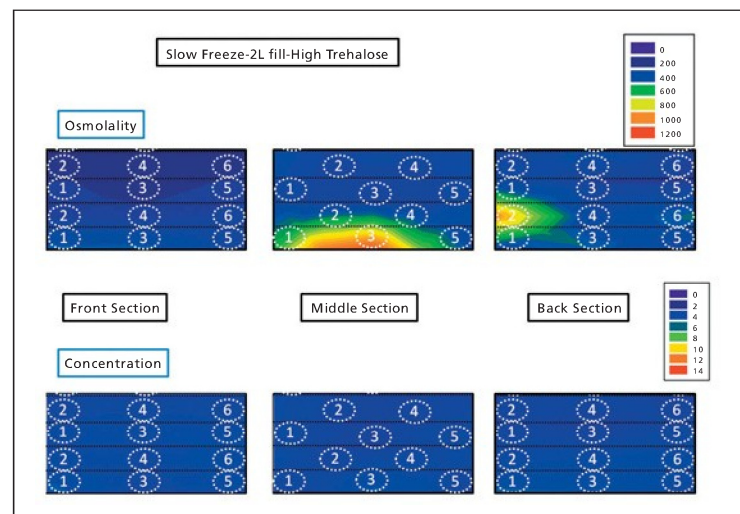 Slow Freeze-2L fill-High Trehalose
0
200
400
600
800
1000
1200
Osmolality
2 4 6
1 3 5
2 4 6
1 3 5
2 4
1 3 5
2 4
1 3 5
2 4 6
1 3 5
2 4 6
1 3 5
Front Section
Middle Section
Back Section
0
2
4
6
8
10
12
14
Concentration
2 4 6
1 3 5
2 4 6
1 3 5
2 4
1 3 5
2 4
1 3 5
2 4 6
1 3 5
2 4 6
1 3 5